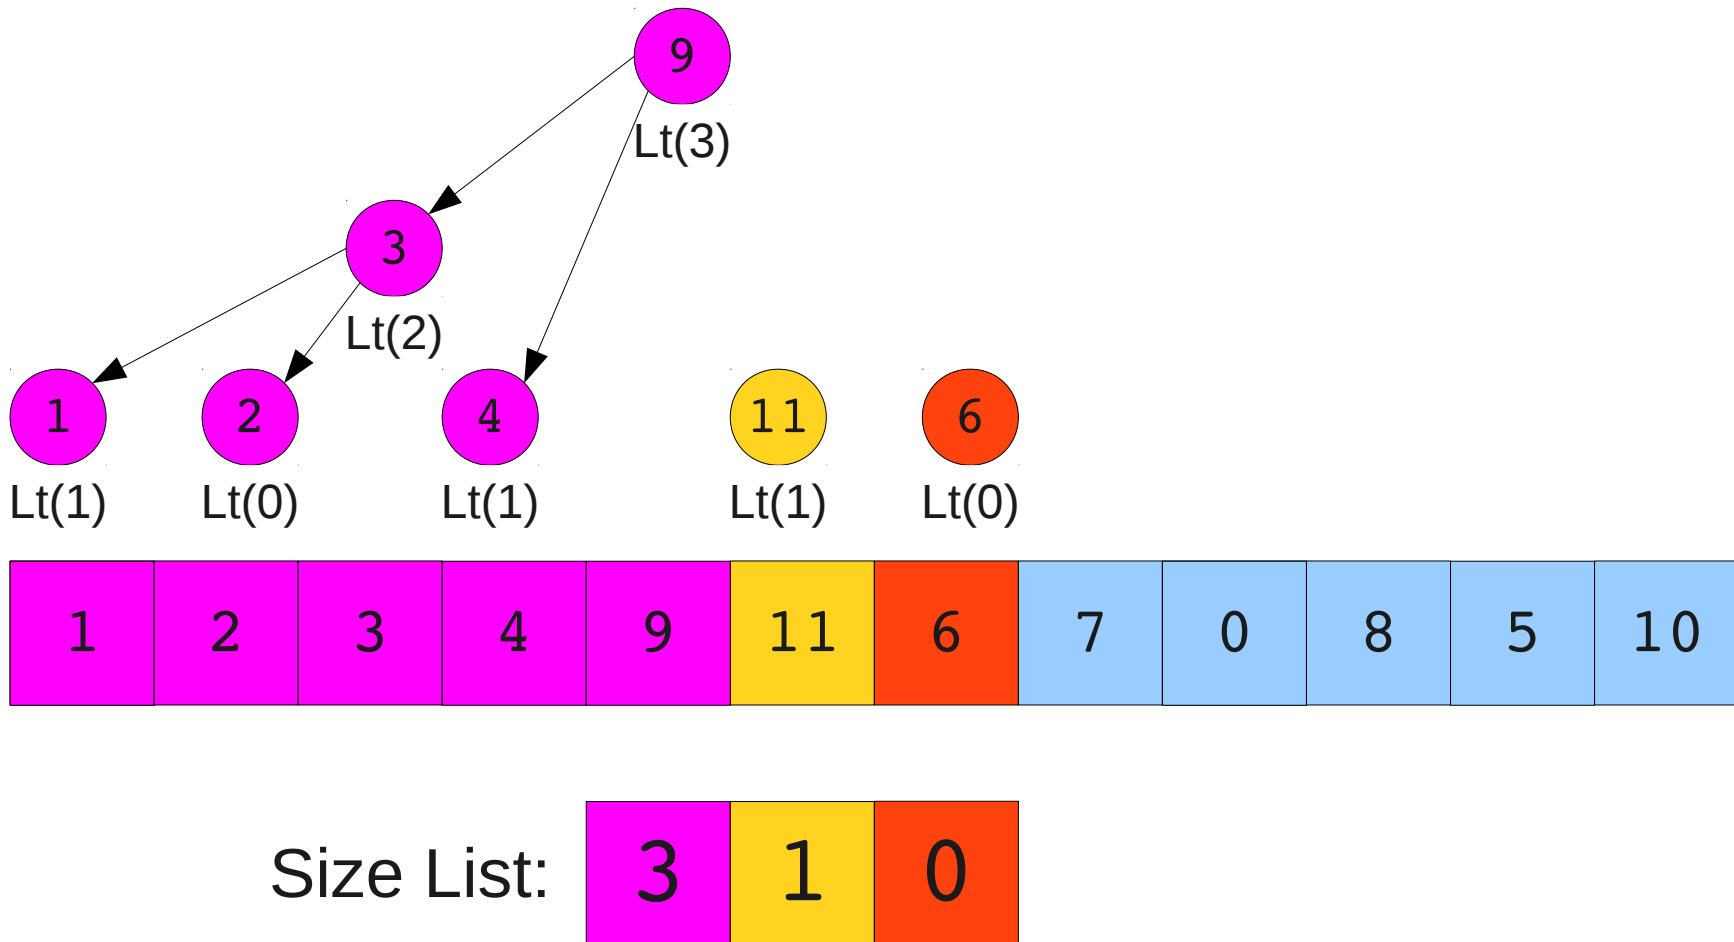 9
Lt(3)
3
Lt(2)
1 2 4 11 6
Lt(1) Lt(0) Lt(1) Lt(1) Lt(0)
1 2 3 4 9 11 6 7 0 8 5 10
Size List: 3 1 0